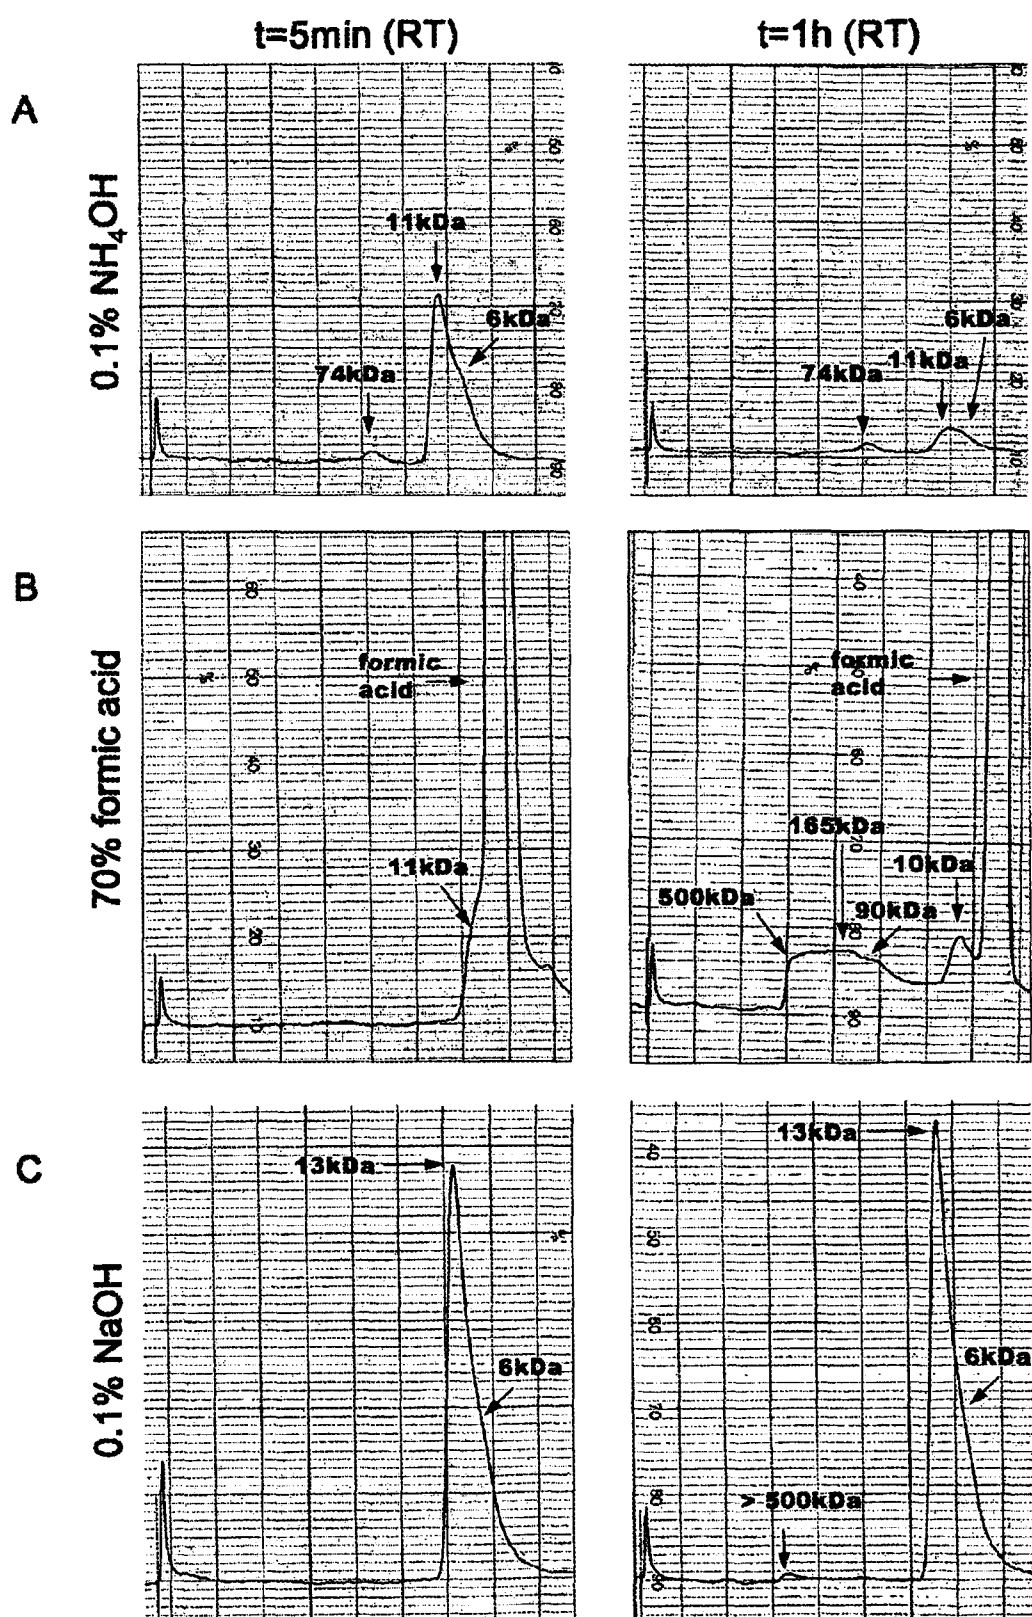 t=5min (RT)
t=1h (RT)
A
0.1% NH4OH
11kDa
6kDa
74kDa
6kDa
11kDa
74kDa
B
70% formic acid
formic
acid
11kDa
formic
acid
165kDa
10kDa
500kDa
90kDa
C
0.1% NaOH
13kDa
6kDa
13kDa
6kDa
> 500kDa